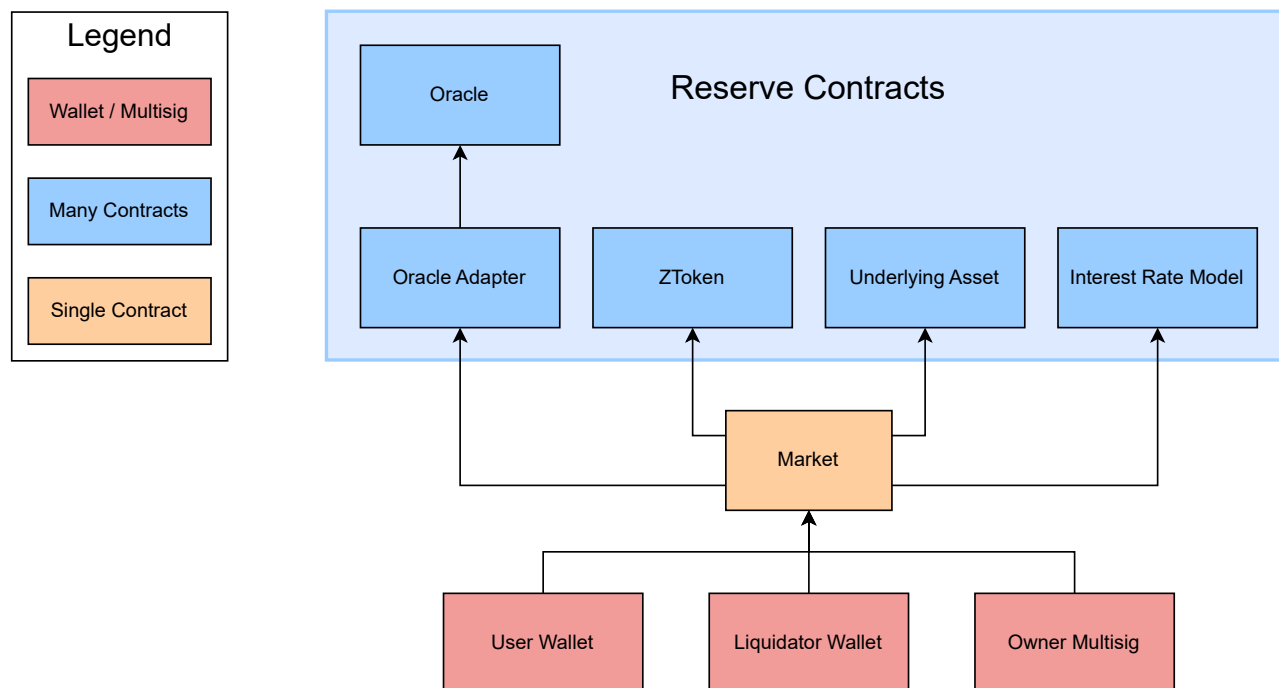 Legend
Wallet / Multisig
Many Contracts
Single Contract
Reserve Contracts
Oracle
Oracle Adapter
ZToken
Underlying Asset
Interest Rate Model
Market
User Wallet
Liquidator Wallet
Owner Multisig